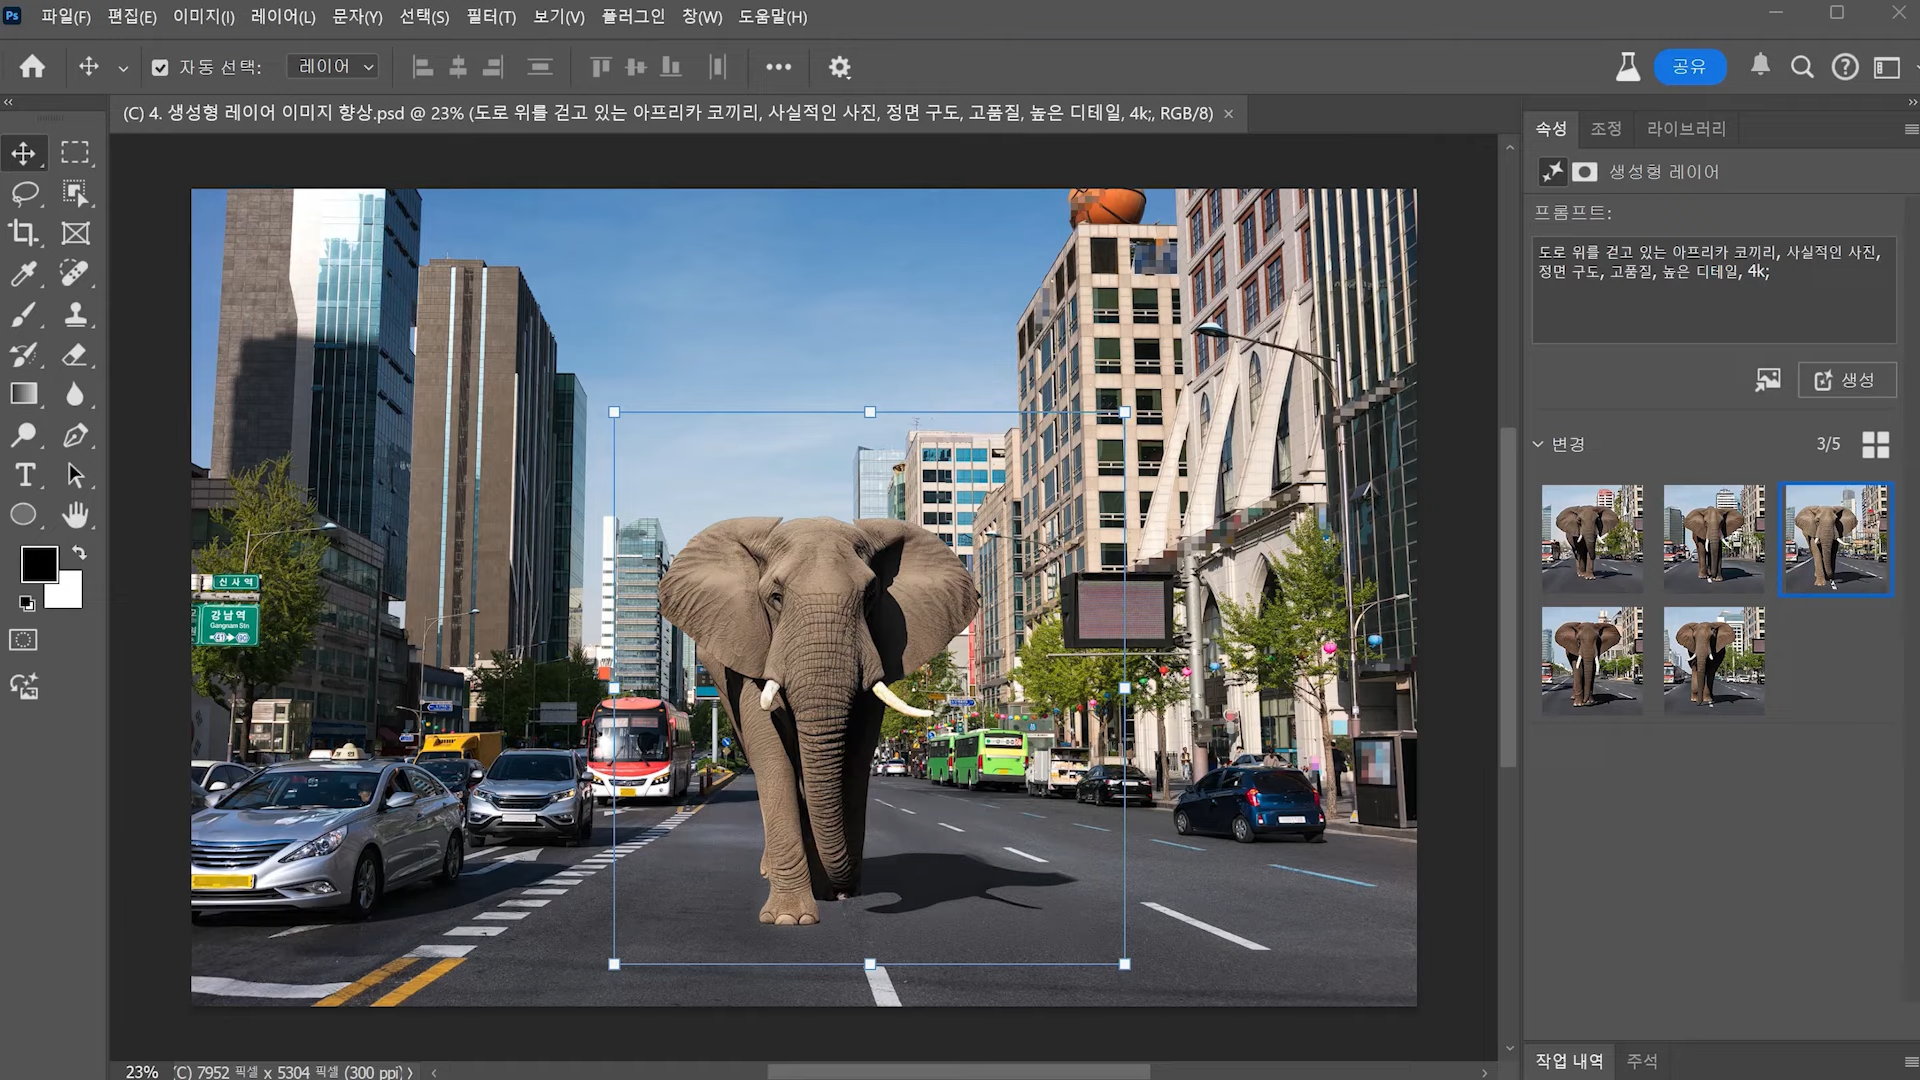 Ps 파일(F) 편집(E) 이미지(I) 레이어(L) 문자(Y) 선택(S) 필터(T) 보기(V) 플러그인 창(W) 도움말(H)
자동 선택: 레이어 공유
(C) 4. 생성형 레이어 이미지 향상.psd @ 23% (도로 위를 걷고 있는 아프리카 코끼리, 사실적인 사진, 정면 구도, 고품질, 높은 디테일, 4k;, RGB/8)
속성 조정 라이브러리
생성형 레이어
프롬프트:
도로 위를 걷고 있는 아프리카 코끼리, 사실적인 사진,
정면 구도, 고품질, 높은 디테일, 4k;
생성
변경 3/5
신사역
강남역
Gangnam Stn
작업 내역 주석
23% (C) 7952 픽셀 x 5304 픽셀 (300 ppi)